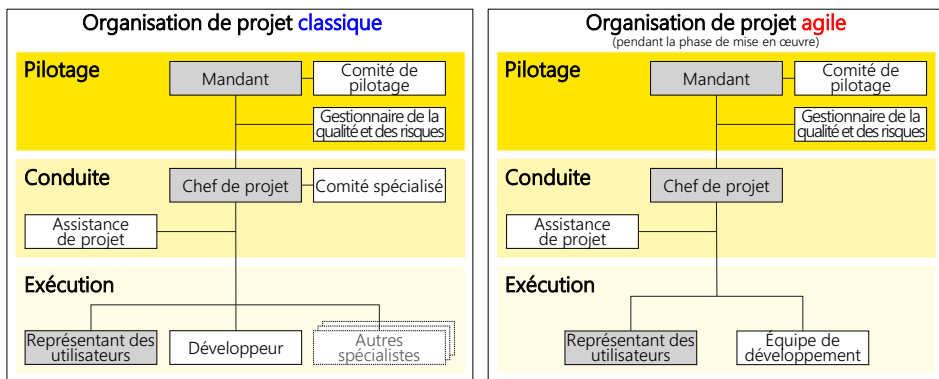 Organisation de projet classique
Pilotage
Mandant
Comité de
pilotage
Gestionnaire de la
qualité et des risques
Conduite
Chef de projet
Comité spécialisé
Assistance
de projet
Exécution
Représentant des
utilisateurs
Développeur
Autres
spécialistes
Organisation de projet agile
(pendant la phase de mise en œuvre)
Pilotage
Mandant
Comité de
pilotage
Gestionnaire de la
qualité et des risques
Conduite
Chef de projet
Assistance
de projet
Exécution
Représentant des
utilisateurs
Équipe de
développement